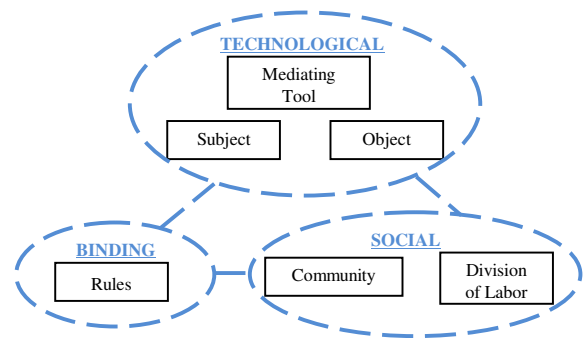 TECHNOLOGICAL
Mediating
Tool
Subject
Object
BINDING
Rules
SOCIAL
Community
Division
of Labor